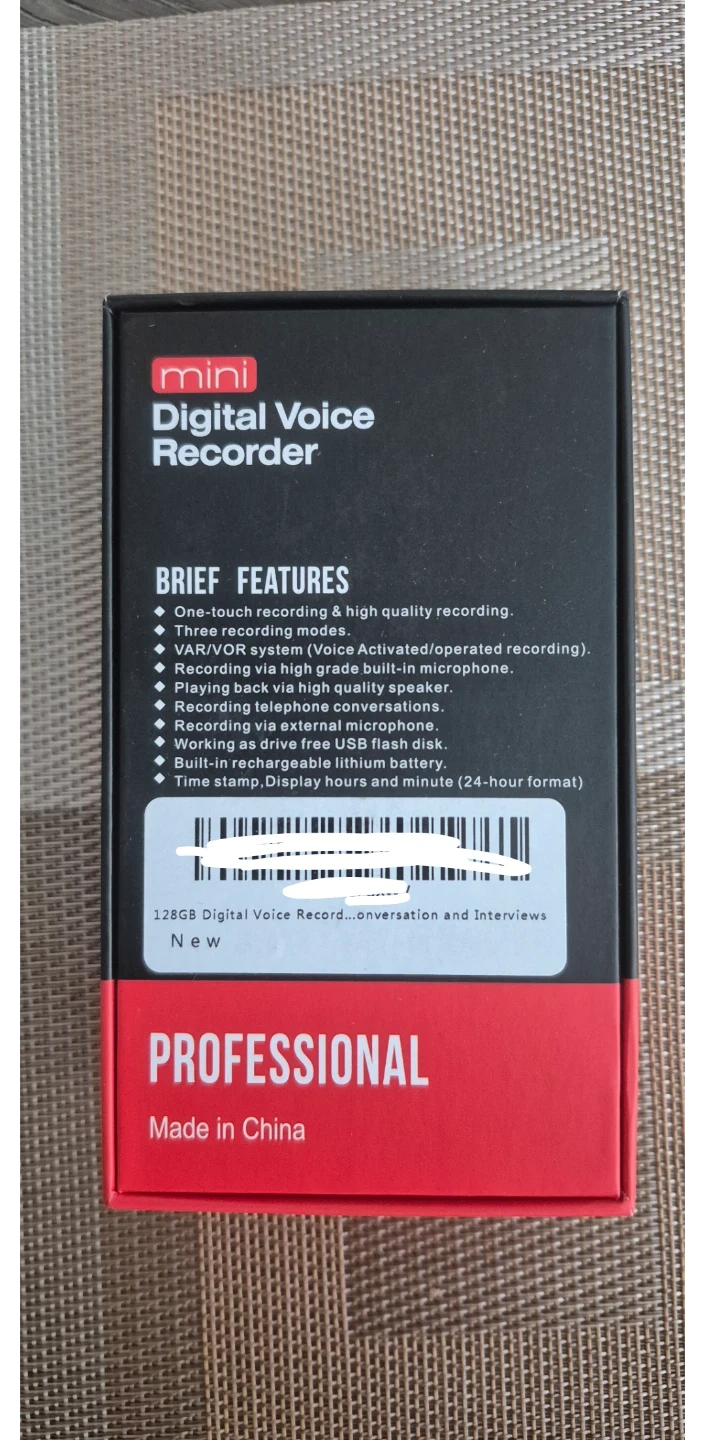 mini
Digital Voice
Recorder
BRIEF FEATURES
◆ One-touch recording & high quality recording.
◆ Three recording modes.
◆ VAR/VOR system (Voice Activated/operated recording).
◆ Recording via high grade built-in microphone.
◆ Playing back via high quality speaker.
◆ Recording telephone conversations.
◆ Recording via external microphone.
◆ Working as drive free USB flash disk.
◆ Built-in rechargeable lithium battery.
◆ Time stamp,Display hours and minute (24-hour format)
128GB Digital Voice Record...onversation and Interviews
New
PROFESSIONAL
Made in China